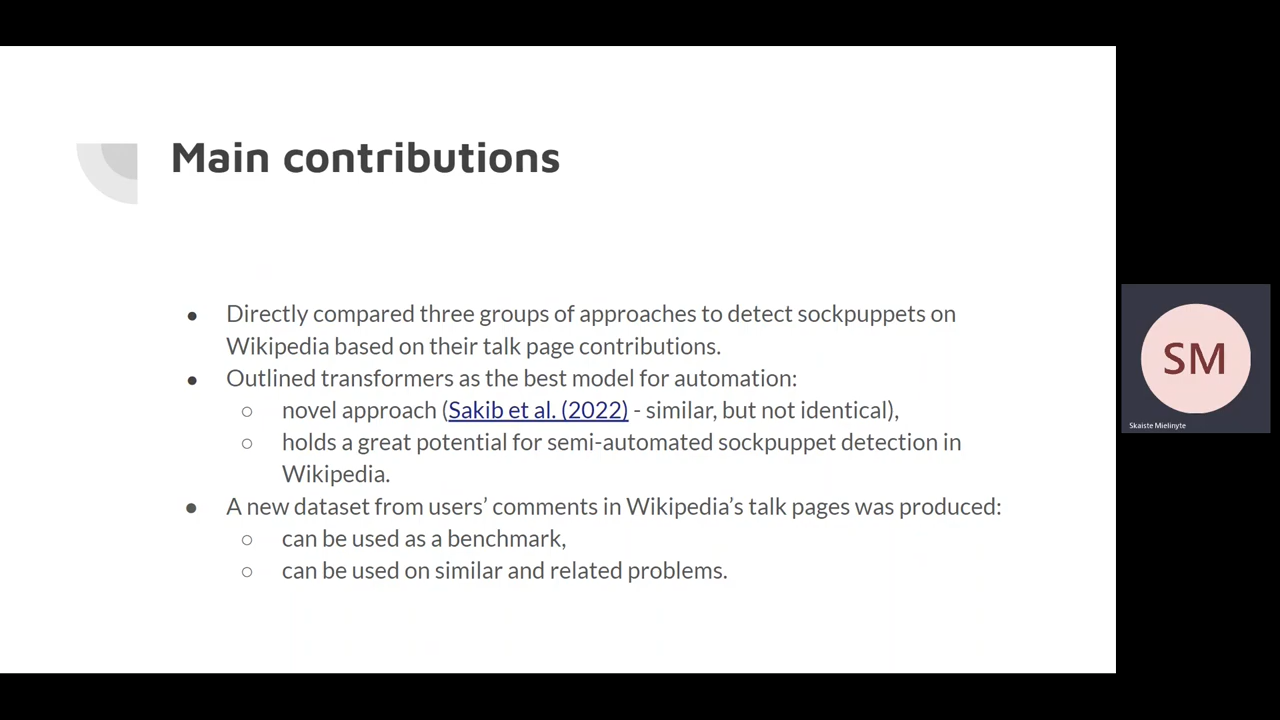 Main contributions
● Directly compared three groups of approaches to detect sockpuppets on
Wikipedia based on their talk page contributions.
● Outlined transformers as the best model for automation:
○ novel approach (Sakib et al. (2022) - similar, but not identical),
○ holds a great potential for semi-automated sockpuppet detection in
Wikipedia.
● A new dataset from users’ comments in Wikipedia’s talk pages was produced:
○ can be used as a benchmark,
○ can be used on similar and related problems.
SM
Skaiste Mielinyte